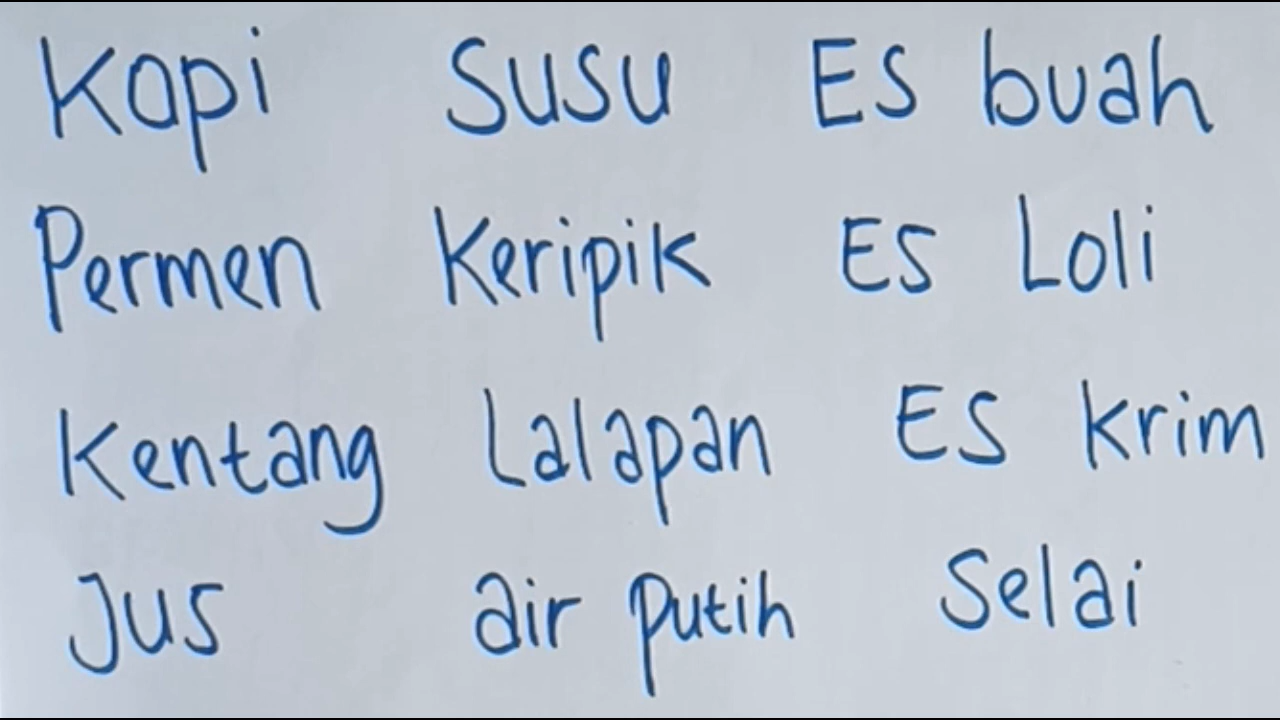 Kopi Susu Es buah
Permen Keripik Es Loli
Kentang Lalapan Es krim
Jus air putih Selai